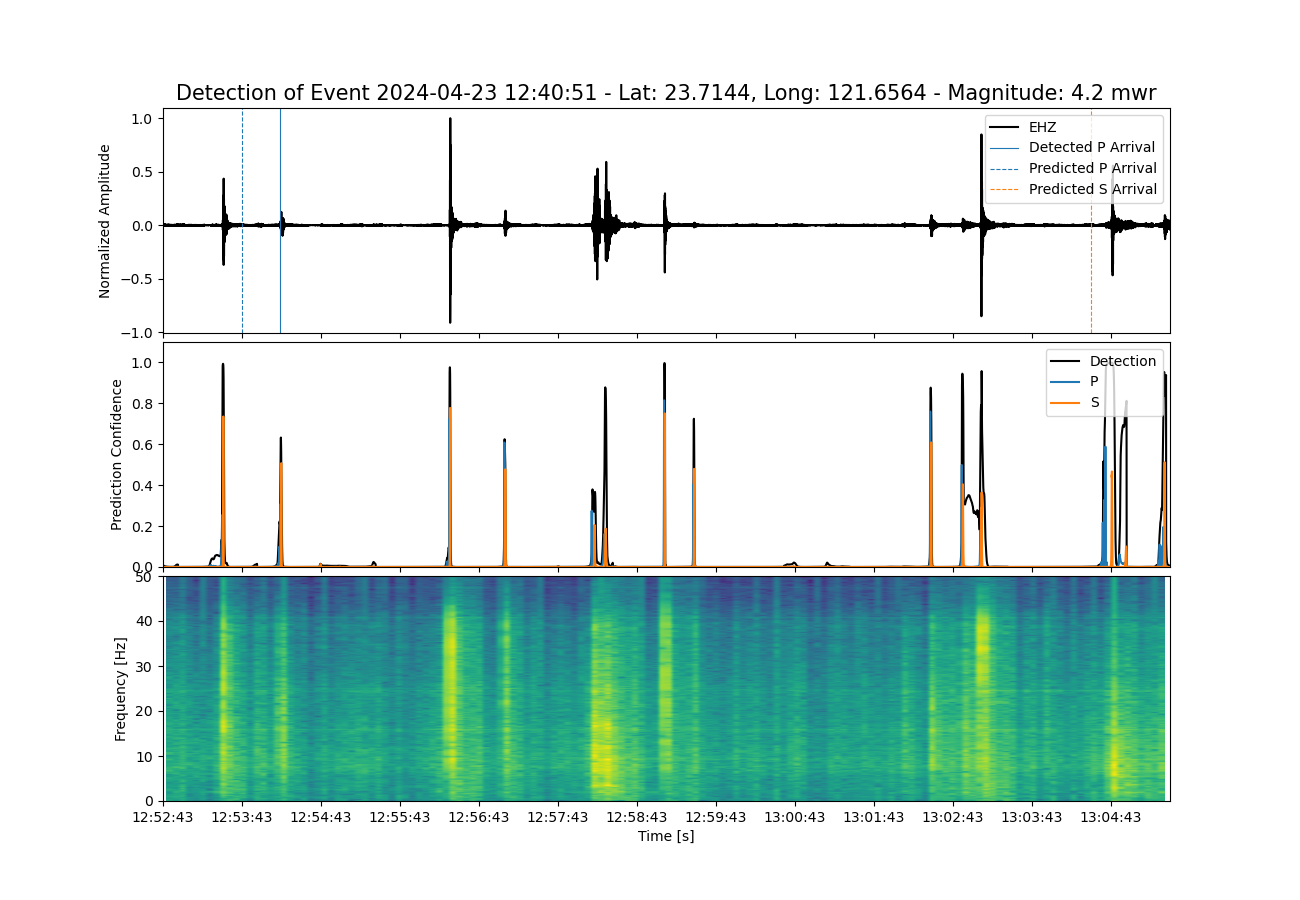 Detection of Event 2024-04-23 12:40:51 - Lat: 23.7144, Long: 121.6564 - Magnitude: 4.2 mwr
Normalized Amplitude
1.0
0.5
0.0
−0.5
−1.0
EHZ
Detected P Arrival
Predicted P Arrival
Predicted S Arrival
Prediction Confidence
1.0
0.8
0.6
0.4
0.2
0.0
Detection
P
S
Frequency [Hz]
50
40
30
20
10
0
12:52:43 12:53:43 12:54:43 12:55:43 12:56:43 12:57:43 12:58:43 12:59:43 13:00:43 13:01:43 13:02:43 13:03:43 13:04:43
Time [s]